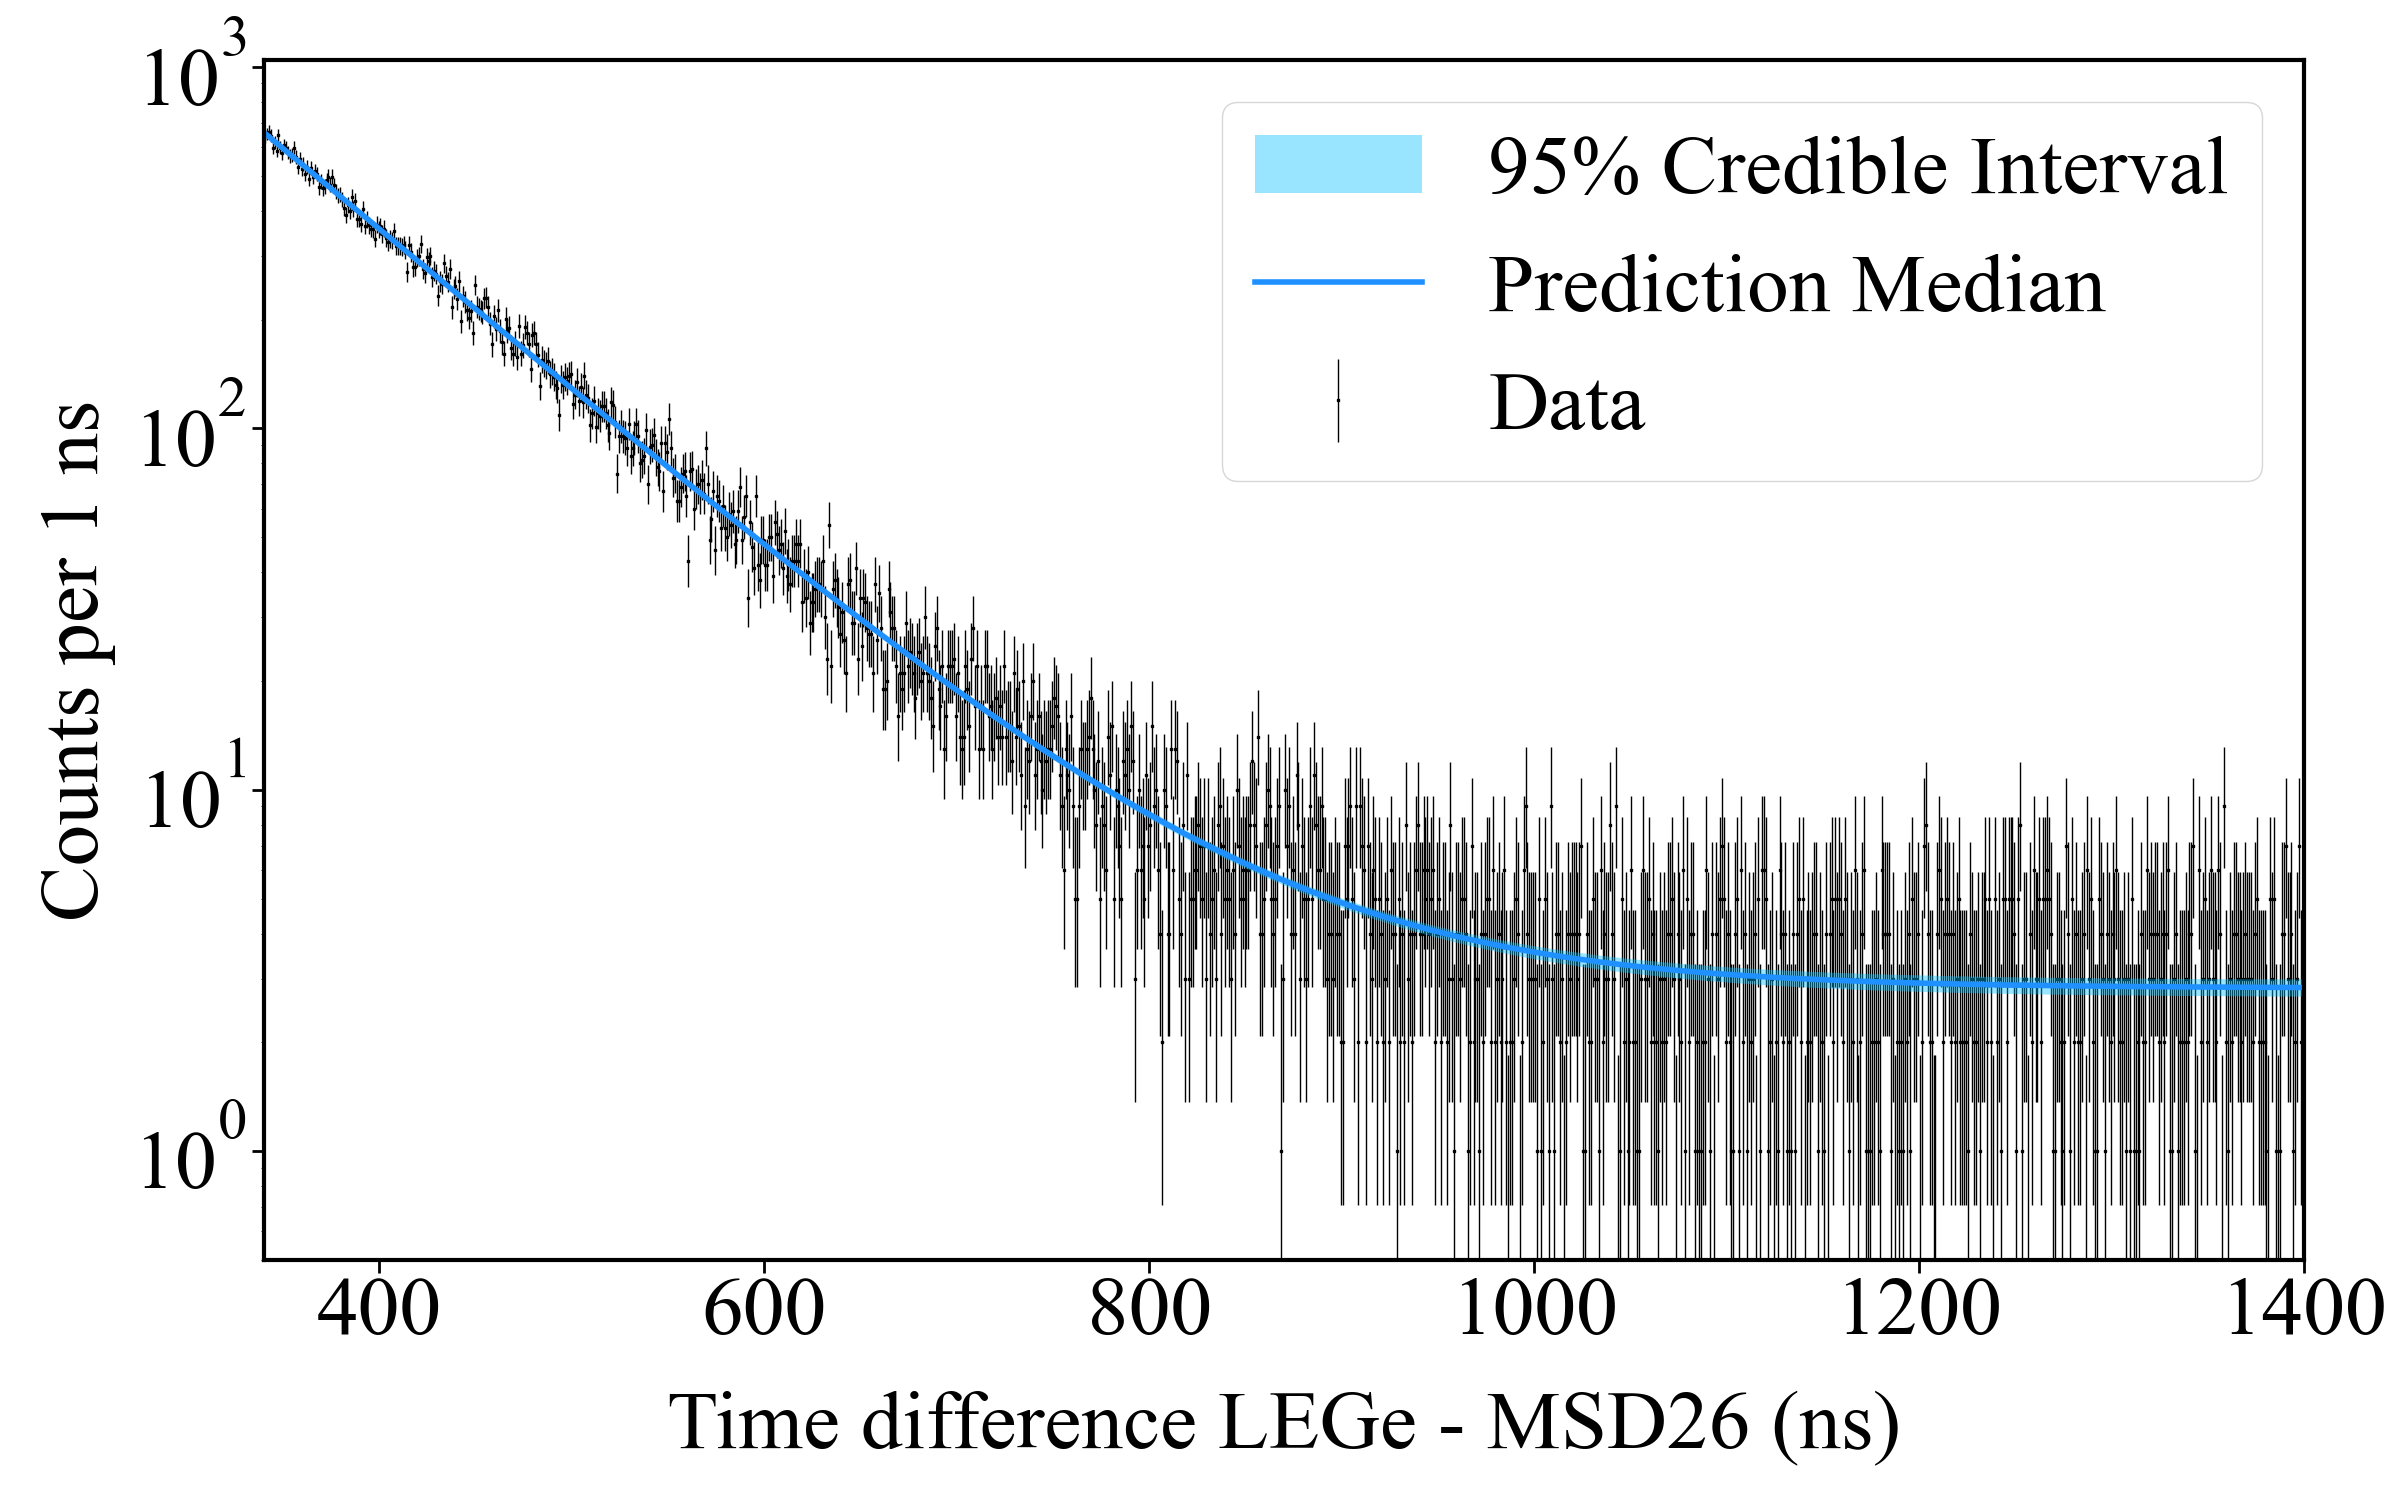 10^3
10^2
10^1
10^0
Counts per 1 ns
95% Credible Interval
Prediction Median
Data
400 600 800 1000 1200 1400
Time difference LEGe - MSD26 (ns)